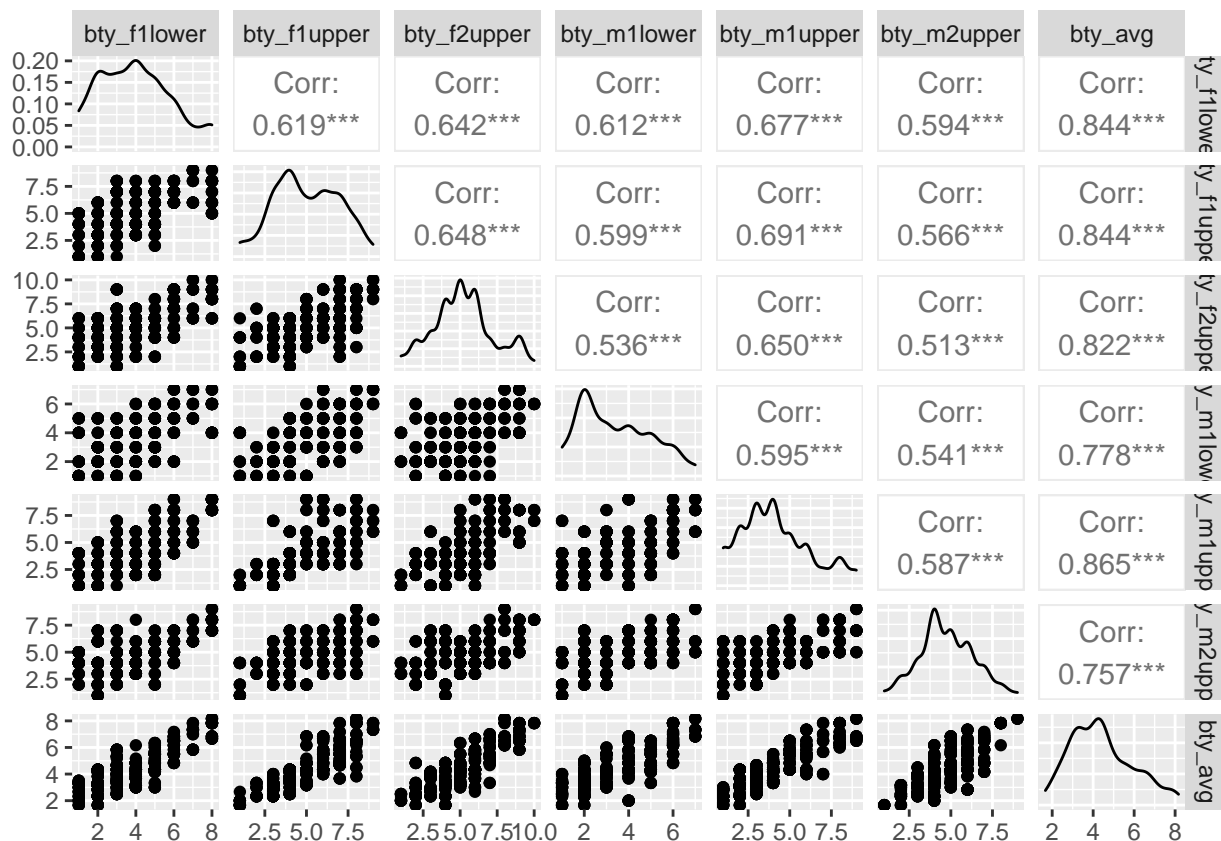 bty_f1lower bty_f1upper bty_f2upper bty_m1lower bty_m1upper bty_m2upper bty_avg
0.20
0.15
0.10
0.05
0.00
Corr: Corr: Corr: Corr: Corr: Corr:
0.619*** 0.642*** 0.612*** 0.677*** 0.594*** 0.844***
ty_f1lowe
7.5
5.0
2.5
Corr: Corr: Corr: Corr: Corr:
0.648*** 0.599*** 0.691*** 0.566*** 0.844***
ty_f1uppe
10.0
7.5
5.0
2.5
Corr: Corr: Corr: Corr:
0.536*** 0.650*** 0.513*** 0.822***
ty_f2uppe
6
4
2
Corr: Corr: Corr:
0.595*** 0.541*** 0.778***
y_m1lowe
7.5
5.0
2.5
Corr: Corr:
0.587*** 0.865***
y_m1upp
7.5
5.0
2.5
Corr:
0.757***
y_m2upp
8
6
4
2
bty_avg
2 4 6 8 2.5 5.0 7.5 2.5 5.0 7.5 10.0 2 4 6 2.5 5.0 7.5 2.5 5.0 7.5 2 4 6 8